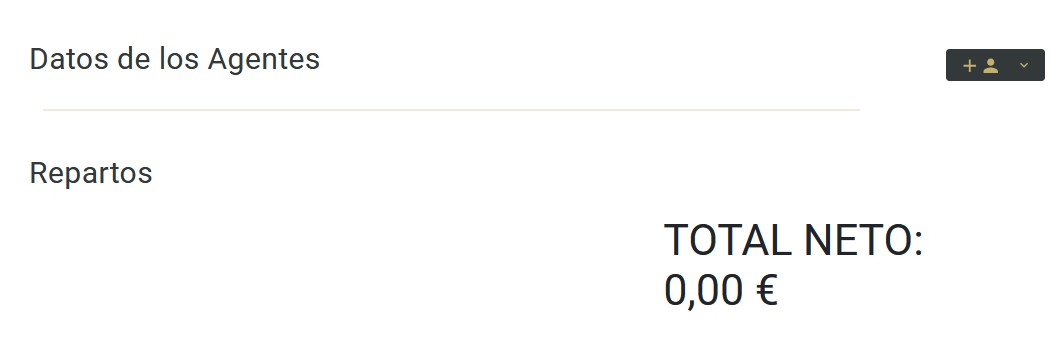 Datos de los Agentes
Repartos
TOTAL NETO:
0,00 €